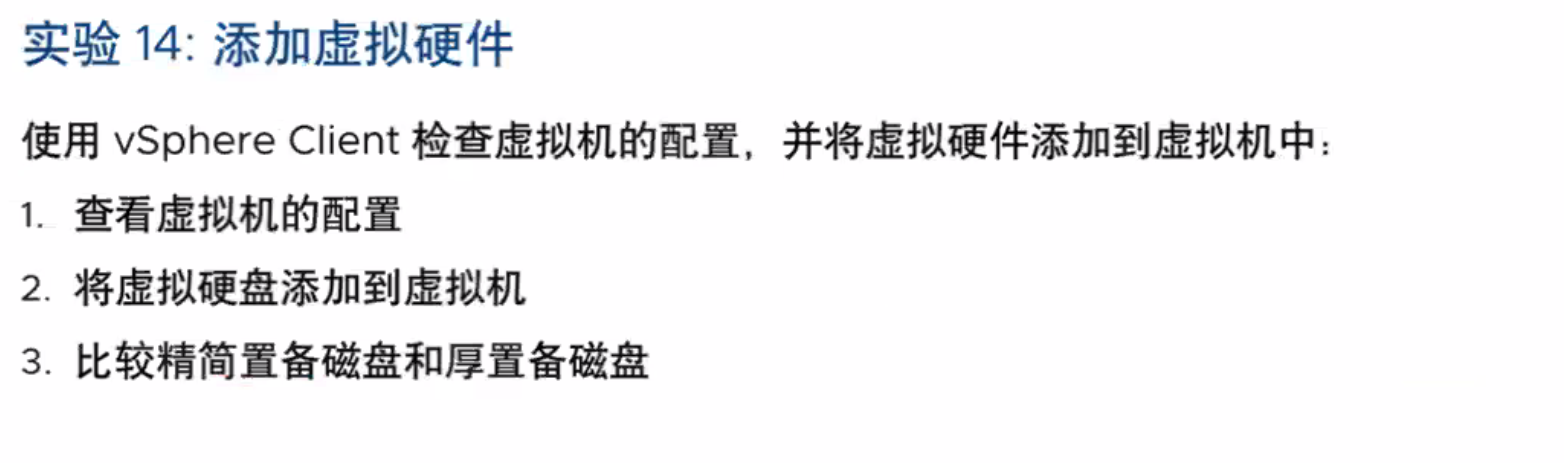 实验 14: 添加虚拟硬件
使用 vSphere Client 检查虚拟机的配置，并将虚拟硬件添加到虚拟机中：
1. 查看虚拟机的配置
2. 将虚拟硬盘添加到虚拟机
3. 比较精简置备磁盘和厚置备磁盘